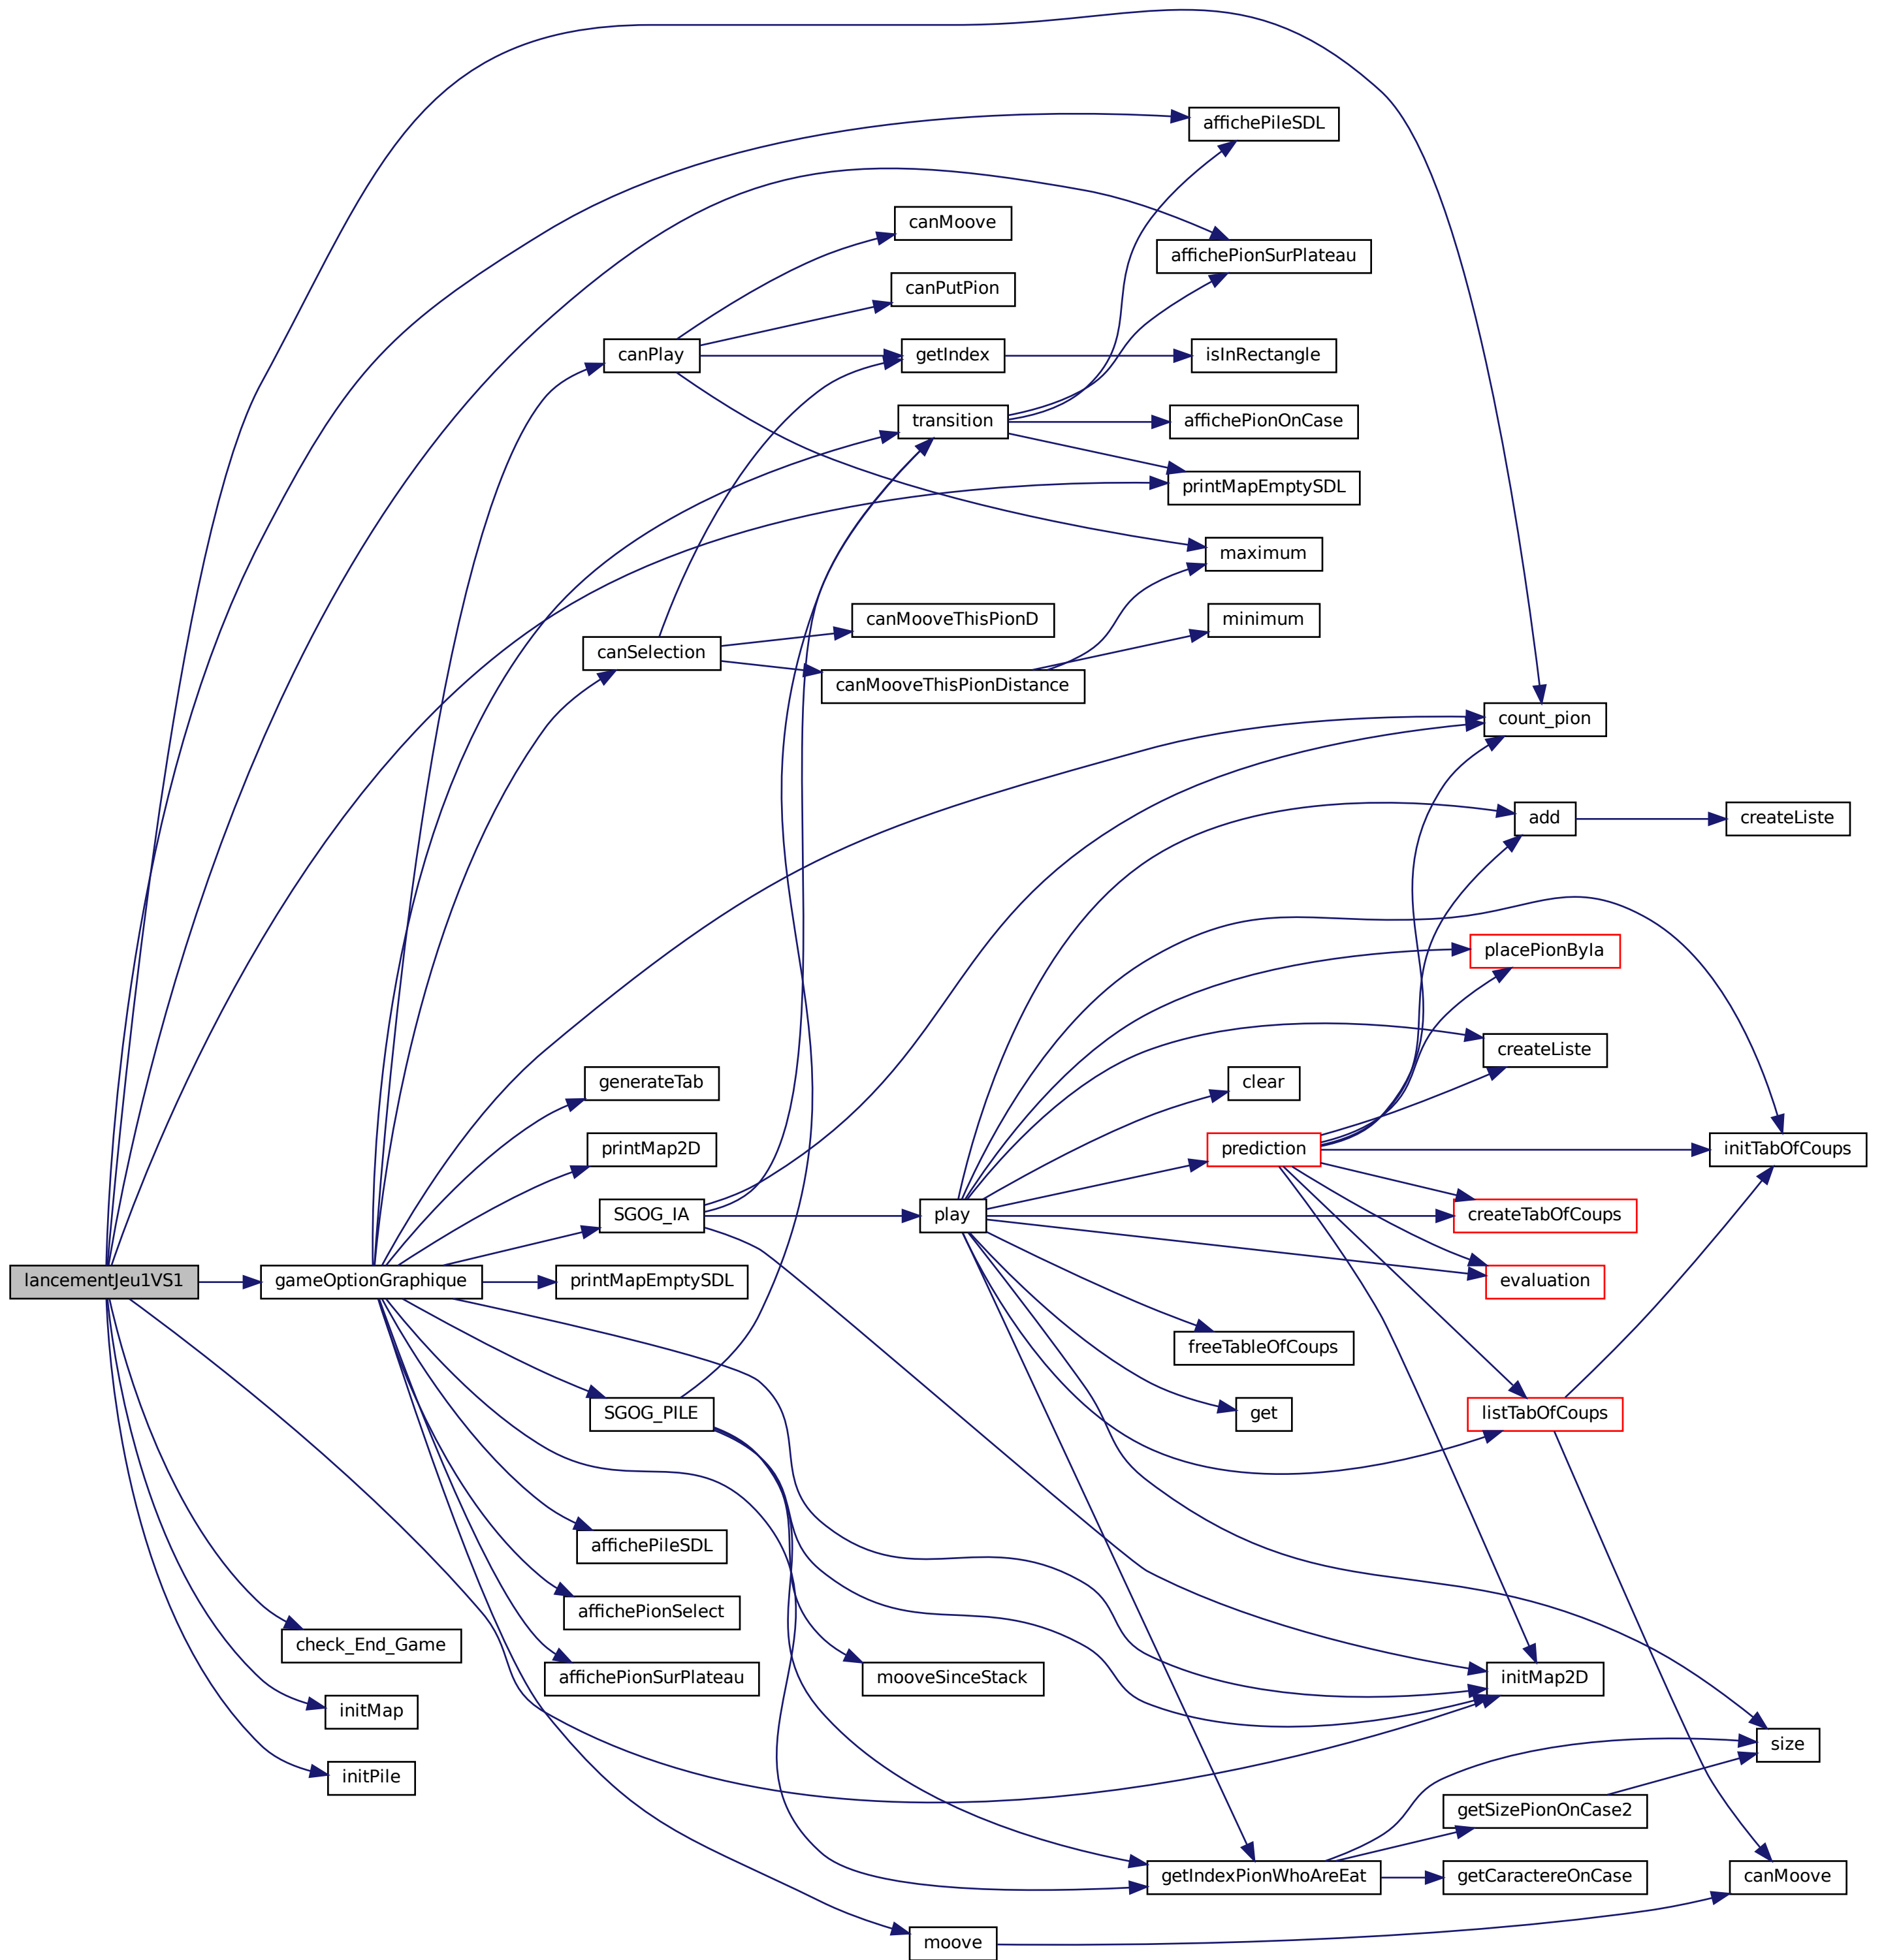 affichePileSDL
canMoove
affichePionSurPlateau
canPutPion
canPlay
getIndex
isInRectangle
transition
affichePionOnCase
printMapEmptySDL
maximum
canMooveThisPionD
minimum
canSelection
canMooveThisPionDistance
count_pion
add
createListe
placePionByIa
createListe
generateTab
clear
printMap2D
prediction
initTabOfCoups
SGOG_IA
play
createTabOfCoups
lancementJeu1VS1
gameOptionGraphique
printMapEmptySDL
evaluation
freeTableOfCoups
SGOG_PILE
get
listTabOfCoups
affichePileSDL
affichePionSelect
check_End_Game
affichePionSurPlateau
mooveSinceStack
initMap2D
initMap
size
initPile
getSizePionOnCase2
getIndexPionWhoAreEat
getCaractereOnCase
canMoove
moove